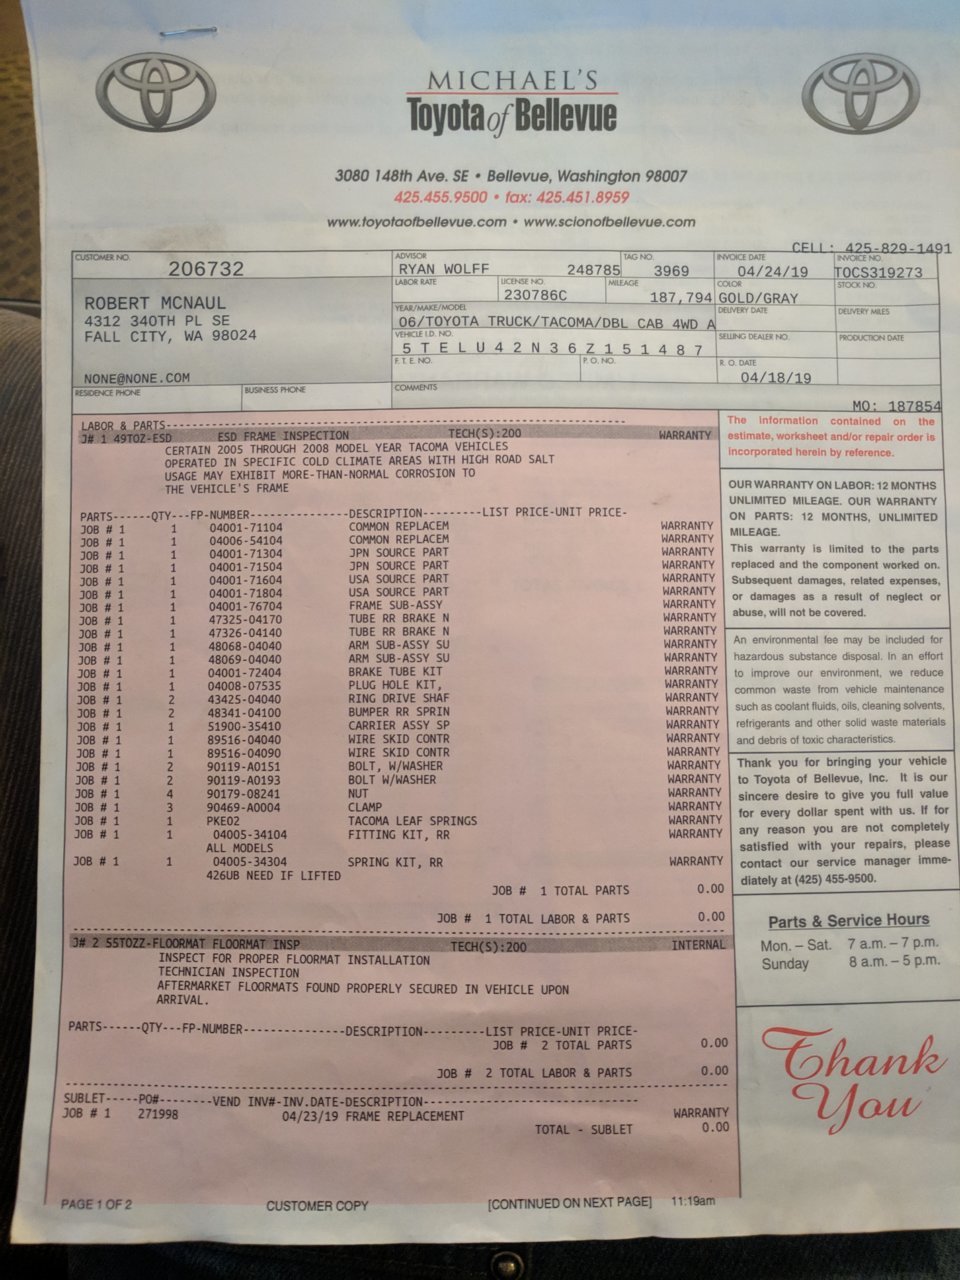 MICHAEL'S
Toyota of Bellevue
3080 148th Ave. SE • Bellevue, Washington 98007
425.455.9500 • fax: 425.451.8959
www.toyotaofbellevue.com • www.scionofbellevue.com
CELL: 425-829-1491
CUSTOMER NO. 206732
ADVISOR RYAN WOLFF 248785
TAG NO. 3969
INVOICE DATE 04/24/19
INVOICE NO. TOCS319273
LABOR RATE
LICENSE NO. 230786C
MILEAGE 187,794
COLOR GOLD/GRAY
STOCK NO.
ROBERT MCNAUL
4312 340TH PL SE
FALL CITY, WA 98024
NONE@NONE.COM
YEAR/MAKE/MODEL 06/TOYOTA TRUCK/TACOMA/DBL CAB 4WD A
DELIVERY DATE
DELIVERY MILES
VEHICLE I.D. NO. 5 T E L U 4 2 N 3 6 Z 1 5 1 4 8 7
SELLING DEALER NO.
PRODUCTION DATE
F. T. E. NO.
P. O. NO.
R. O. DATE 04/18/19
RESIDENCE PHONE
BUSINESS PHONE
COMMENTS
MO: 187854
LABOR & PARTS
J# 1 49TOZ-ESD ESD FRAME INSPECTION TECH(S):200 WARRANTY
CERTAIN 2005 THROUGH 2008 MODEL YEAR TACOMA VEHICLES
OPERATED IN SPECIFIC COLD CLIMATE AREAS WITH HIGH ROAD SALT
USAGE MAY EXHIBIT MORE-THAN-NORMAL CORROSION TO
THE VEHICLE'S FRAME
PARTS------QTY---FP-NUMBER---------------DESCRIPTION---------LIST PRICE-UNIT PRICE-
JOB # 1 1 04001-71104 COMMON REPLACEM WARRANTY
JOB # 1 1 04006-54104 COMMON REPLACEM WARRANTY
JOB # 1 1 04001-71304 JPN SOURCE PART WARRANTY
JOB # 1 1 04001-71504 JPN SOURCE PART WARRANTY
JOB # 1 1 04001-71604 USA SOURCE PART WARRANTY
JOB # 1 1 04001-71804 USA SOURCE PART WARRANTY
JOB # 1 1 04001-76704 FRAME SUB-ASSY WARRANTY
JOB # 1 1 47325-04170 TUBE RR BRAKE N WARRANTY
JOB # 1 1 47326-04140 TUBE RR BRAKE N WARRANTY
JOB # 1 1 48068-04040 ARM SUB-ASSY SU WARRANTY
JOB # 1 1 48069-04040 ARM SUB-ASSY SU WARRANTY
JOB # 1 1 04001-72404 BRAKE TUBE KIT WARRANTY
JOB # 1 1 04008-07535 PLUG HOLE KIT, WARRANTY
JOB # 1 2 43425-04040 RING DRIVE SHAF WARRANTY
JOB # 1 2 48341-04100 BUMPER RR SPRIN WARRANTY
JOB # 1 1 51900-35410 CARRIER ASSY SP WARRANTY
JOB # 1 1 89516-04040 WIRE SKID CONTR WARRANTY
JOB # 1 1 89516-04090 WIRE SKID CONTR WARRANTY
JOB # 1 2 90119-A0151 BOLT, W/WASHER WARRANTY
JOB # 1 2 90119-A0193 BOLT W/WASHER WARRANTY
JOB # 1 4 90179-08241 NUT WARRANTY
JOB # 1 3 90469-A0004 CLAMP WARRANTY
JOB # 1 1 PKE02 TACOMA LEAF SPRINGS WARRANTY
JOB # 1 1 04005-34104 FITTING KIT, RR WARRANTY
ALL MODELS
JOB # 1 1 04005-34304 SPRING KIT, RR WARRANTY
426UB NEED IF LIFTED
JOB # 1 TOTAL PARTS 0.00
JOB # 1 TOTAL LABOR & PARTS 0.00
J# 2 55TOZZ-FLOORMAT FLOORMAT INSP TECH(S):200 INTERNAL
INSPECT FOR PROPER FLOORMAT INSTALLATION
TECHNICIAN INSPECTION
AFTERMARKET FLOORMATS FOUND PROPERLY SECURED IN VEHICLE UPON
ARRIVAL.
PARTS------QTY---FP-NUMBER---------------DESCRIPTION---------LIST PRICE-UNIT PRICE-
JOB # 2 TOTAL PARTS 0.00
JOB # 2 TOTAL LABOR & PARTS 0.00
SUBLET-----PO#--------VEND INV#-INV.DATE-DESCRIPTION
JOB # 1 271998 04/23/19 FRAME REPLACEMENT WARRANTY
TOTAL - SUBLET 0.00
The information contained on the
estimate, worksheet and/or repair order is
incorporated herein by reference.
OUR WARRANTY ON LABOR: 12 MONTHS
UNLIMITED MILEAGE. OUR WARRANTY
ON PARTS: 12 MONTHS, UNLIMITED
MILEAGE.
This warranty is limited to the parts
replaced and the component worked on.
Subsequent damages, related expenses,
or damages as a result of neglect or
abuse, will not be covered.
An environmental fee may be included for
hazardous substance disposal. In an effort
to improve our environment, we reduce
common waste from vehicle maintenance
such as coolant fluids, oils, cleaning solvents,
refrigerants and other solid waste materials
and debris of toxic characteristics.
Thank you for bringing your vehicle
to Toyota of Bellevue, Inc. It is our
sincere desire to give you full value
for every dollar spent with us. If for
any reason you are not completely
satisfied with your repairs, please
contact our service manager imme-
diately at (425) 455-9500.
Parts & Service Hours
Mon. – Sat. 7 a.m. – 7 p.m.
Sunday 8 a.m. – 5 p.m.
Thank
You
PAGE 1 OF 2 CUSTOMER COPY [CONTINUED ON NEXT PAGE] 11:19am